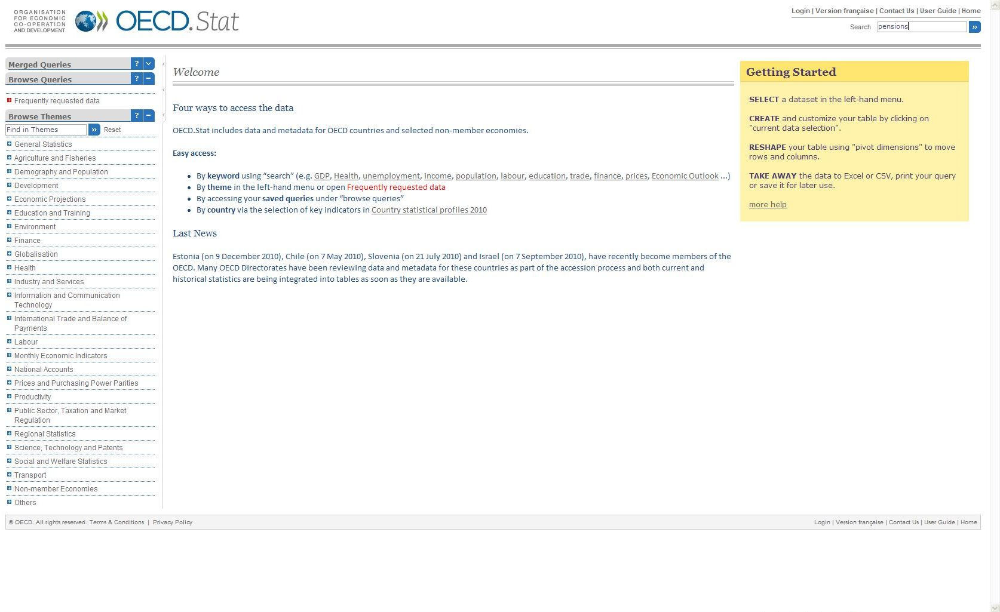 ORGANISATION
FOR ECONOMIC
CO-OPERATION
AND DEVELOPMENT
OECD.Stat
Login | Version française | Contact Us | User Guide | Home
Search pensions »
Merged Queries ?
Browse Queries ? −
Frequently requested data
Browse Themes ? −
Find in Themes » Reset
General Statistics
Agriculture and Fisheries
Demography and Population
Development
Economic Projections
Education and Training
Environment
Finance
Globalisation
Health
Industry and Services
Information and Communication
Technology
International Trade and Balance of
Payments
Labour
Monthly Economic Indicators
National Accounts
Prices and Purchasing Power Parities
Productivity
Public Sector, Taxation and Market
Regulation
Regional Statistics
Science, Technology and Patents
Social and Welfare Statistics
Transport
Non-member Economies
Others
Welcome
Four ways to access the data
OECD.Stat includes data and metadata for OECD countries and selected non-member economies.
Easy access:
• By keyword using “search” (e.g. GDP, Health, unemployment, income, population, labour, education, trade, finance, prices, Economic Outlook ...)
• By theme in the left-hand menu or open Frequently requested data
• By accessing your saved queries under “browse queries”
• By country via the selection of key indicators in Country statistical profiles 2010
Last News
Estonia (on 9 December 2010), Chile (on 7 May 2010), Slovenia (on 21 July 2010) and Israel (on 7 September 2010), have recently become members of the
OECD. Many OECD Directorates have been reviewing data and metadata for these countries as part of the accession process and both current and
historical statistics are being integrated into tables as soon as they are available.
Getting Started
SELECT a dataset in the left-hand menu.
CREATE and customize your table by clicking on
"current data selection".
RESHAPE your table using "pivot dimensions" to move
rows and columns.
TAKE AWAY the data to Excel or CSV, print your query
or save it for later use.
more help
© OECD. All rights reserved. Terms & Conditions | Privacy Policy
Login | Version française | Contact Us | User Guide | Home